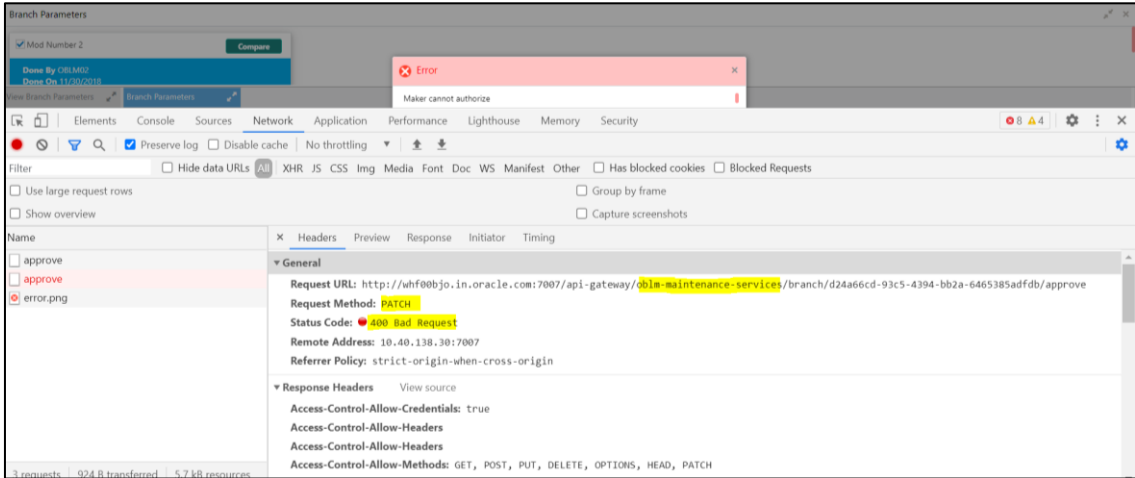 Branch Parameters
Mod Number 2 Compare
Done By OBLM02
Done On 11/30/2018
Error
Maker cannot authorize
View Branch Parameters Branch Parameters
Elements Console Sources Network Application Performance Lighthouse Memory Security 8 4
Preserve log Disable cache No throttling
Filter Hide data URLs All XHR JS CSS Img Media Font Doc WS Manifest Other Has blocked cookies Blocked Requests
Use large request rows Group by frame
Show overview Capture screenshots
Name Headers Preview Response Initiator Timing
approve
approve
error.png
General
Request URL: http://whf00bjo.in.oracle.com:7007/api-gateway/oblm-maintenance-services/branch/d24a66cd-93c5-4394-bb2a-6465385adfdb/approve
Request Method: PATCH
Status Code: 400 Bad Request
Remote Address: 10.40.138.30:7007
Referrer Policy: strict-origin-when-cross-origin
Response Headers View source
Access-Control-Allow-Credentials: true
Access-Control-Allow-Headers
Access-Control-Allow-Headers
Access-Control-Allow-Methods: GET, POST, PUT, DELETE, OPTIONS, HEAD, PATCH
3 requests 924 B transferred 5.7 kB resources